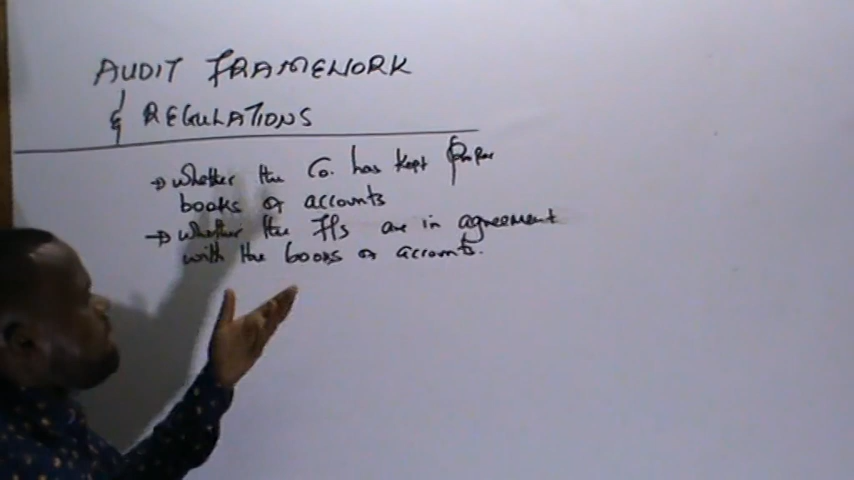 AUDIT FRAMEWORK
& REGULATIONS
→ Whether the Co. has kept proper
books of accounts
→ Whether the F/s are in agreement
with the books of accounts.